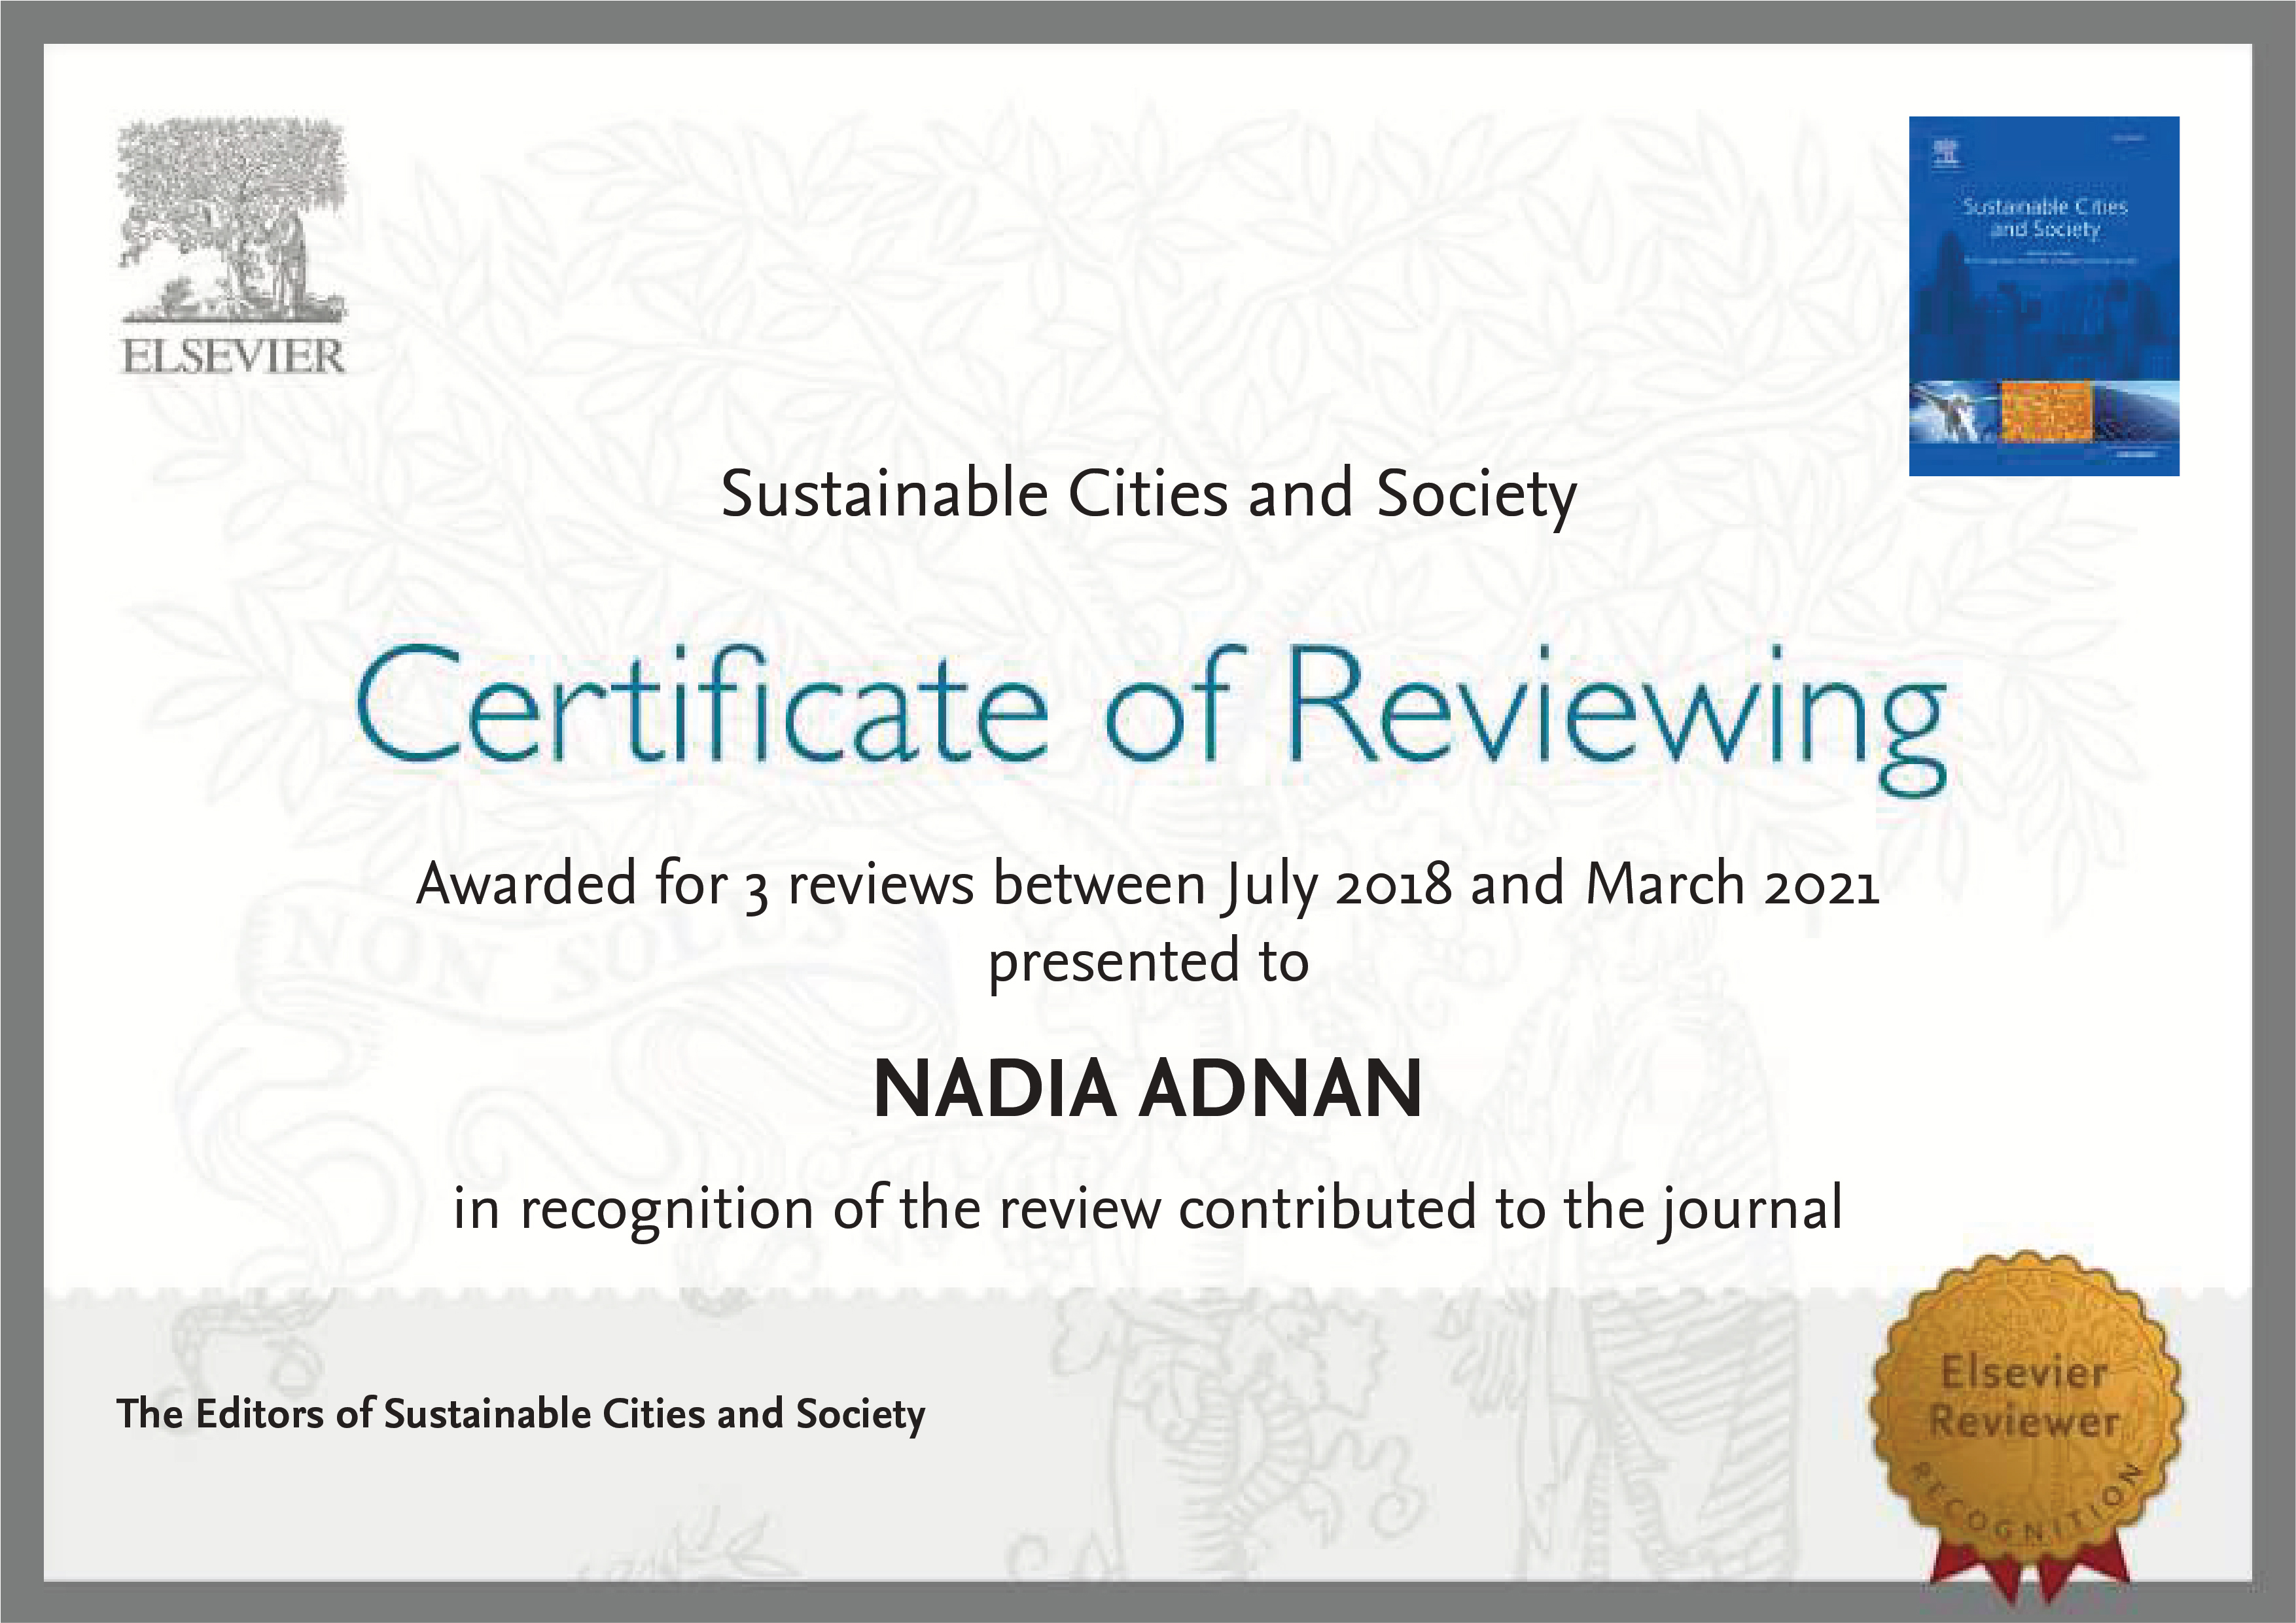 ELSEVIER
Sustainable Cities
and Society
Sustainable Cities and Society
Certificate of Reviewing
Awarded for 3 reviews between July 2018 and March 2021
presented to
NON SOLUS
NADIA ADNAN
in recognition of the review contributed to the journal
The Editors of Sustainable Cities and Society
Elsevier
Reviewer
RECOGNITION